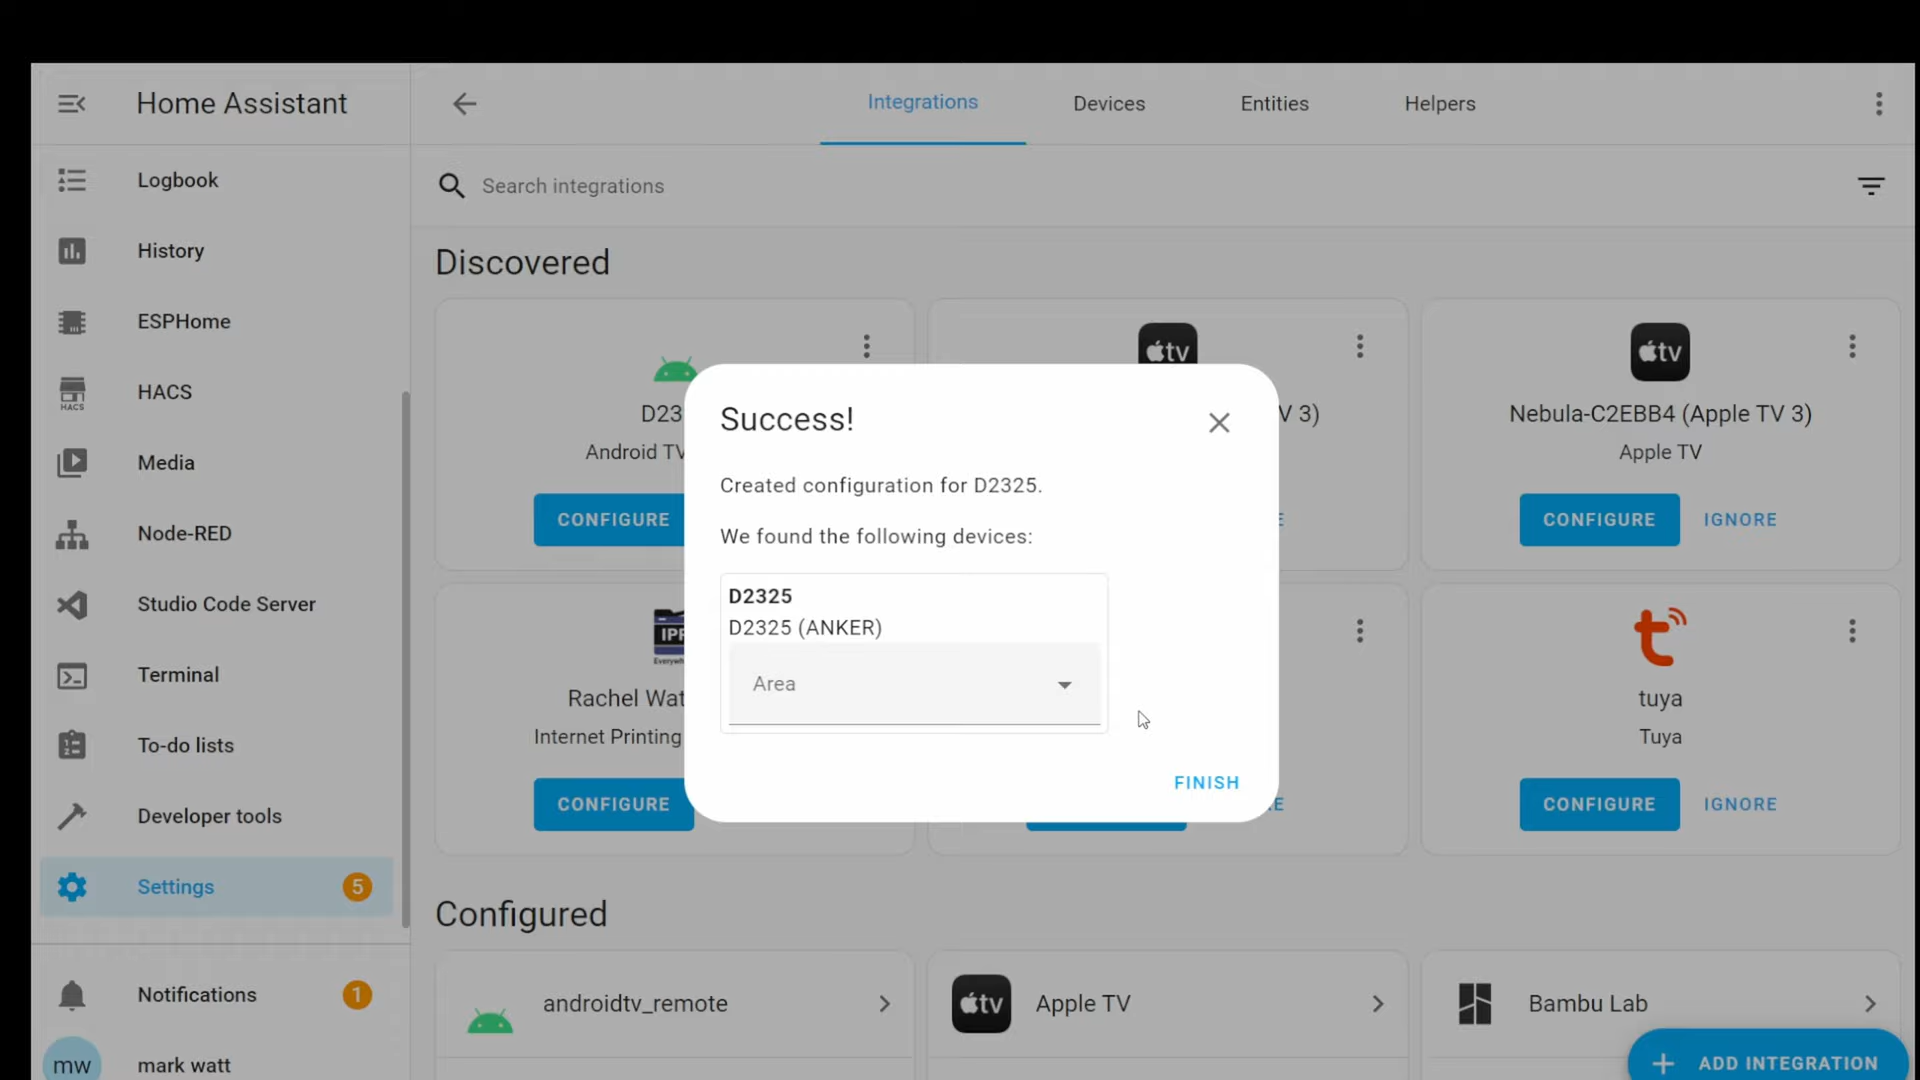 Home Assistant
Integrations
Devices
Entities
Helpers
Logbook
History
ESPHome
HACS
HACS
Media
Node-RED
Studio Code Server
Terminal
To-do lists
Developer tools
Settings
5
Notifications
1
mw
mark watt
Search integrations
Discovered
D23
Android TV
CONFIGURE
tv
V 3)
tv
Nebula-C2EBB4 (Apple TV 3)
Apple TV
CONFIGURE
IGNORE
Success!
Created configuration for D2325.
We found the following devices:
D2325
D2325 (ANKER)
Area
FINISH
IPP
Rachel Wat
Internet Printing
CONFIGURE
tuya
Tuya
CONFIGURE
IGNORE
Configured
androidtv_remote
tv
Apple TV
Bambu Lab
ADD INTEGRATION